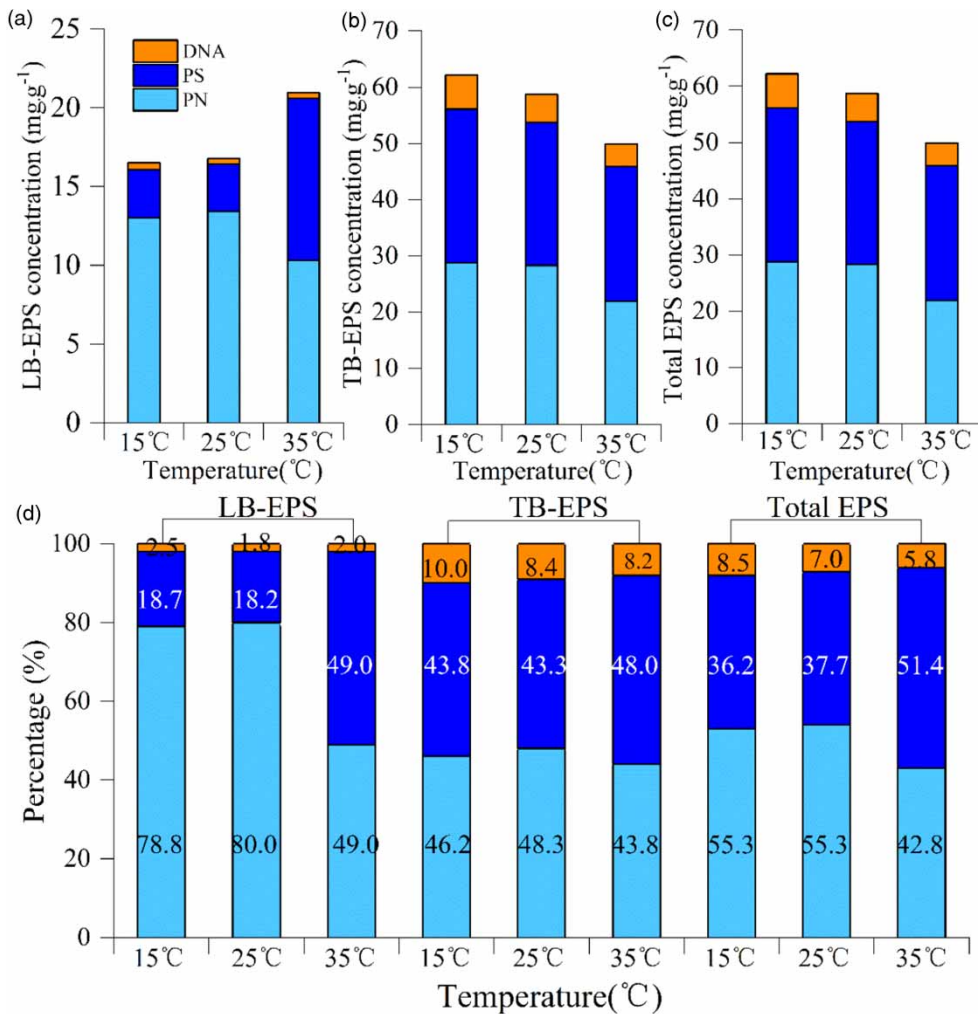 (a)
LB-EPS concentration (mg.g-1)
25
20
15
10
5
0
DNA
PS
PN
15℃ 25℃ 35℃
Temperature(℃)
(b)
TB-EPS concentration (mg.g-1)
70
60
50
40
30
20
10
0
15℃ 25℃ 35℃
Temperature(℃)
(c)
Total EPS concentration (mg.g-1)
70
60
50
40
30
20
10
0
15℃ 25℃ 35℃
Temperature(℃)
(d)
LB-EPS TB-EPS Total EPS
Percentage (%)
100
80
60
40
20
0
2.5 1.8 2.0 10.0 8.4 8.2 8.5 7.0 5.8
18.7 18.2 49.0 43.8 43.3 48.0 36.2 37.7 51.4
78.8 80.0 49.0 46.2 48.3 43.8 55.3 55.3 42.8
15℃ 25℃ 35℃ 15℃ 25℃ 35℃ 15℃ 25℃ 35℃
Temperature(℃)